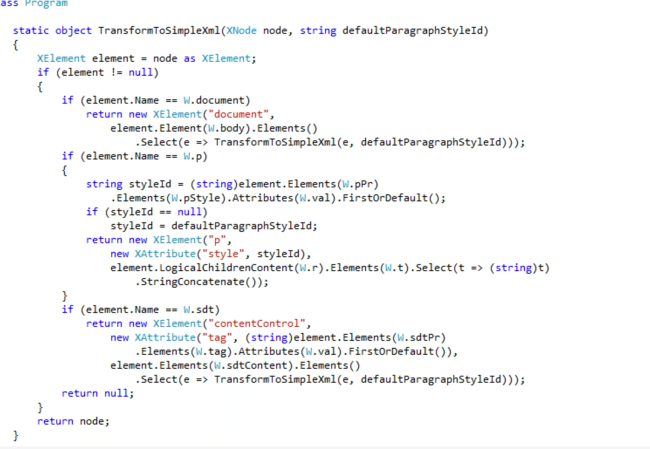 ass Program
static object TransformToSimpleXml(XNode node, string defaultParagraphStyleId)
{
XElement element = node as XElement;
if (element != null)
{
if (element.Name == W.document)
return new XElement("document",
element.Element(W.body).Elements()
.Select(e => TransformToSimpleXml(e, defaultParagraphStyleId)));
if (element.Name == W.p)
{
string styleId = (string)element.Elements(W.pPr)
.Elements(W.pStyle).Attributes(W.val).FirstOrDefault();
if (styleId == null)
styleId = defaultParagraphStyleId;
return new XElement("p",
new XAttribute("style", styleId),
element.LogicalChildrenContent(W.r).Elements(W.t).Select(t => (string)t)
.StringConcatenate());
}
if (element.Name == W.sdt)
return new XElement("contentControl",
new XAttribute("tag", (string)element.Elements(W.sdtPr)
.Elements(W.tag).Attributes(W.val).FirstOrDefault()),
element.Elements(W.sdtContent).Elements()
.Select(e => TransformToSimpleXml(e, defaultParagraphStyleId)));
return null;
}
return node;
}